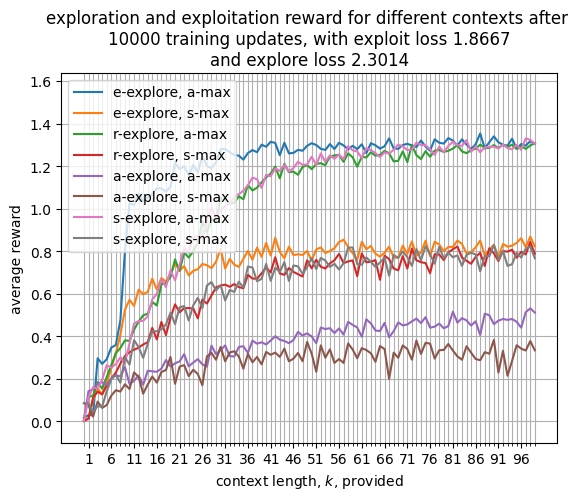 exploration and exploitation reward for different contexts after
10000 training updates, with exploit loss 1.8667
and explore loss 2.3014
1.6
1.4
1.2
1.0
0.8
0.6
0.4
0.2
0.0
average reward
e-explore, a-max
e-explore, s-max
r-explore, a-max
r-explore, s-max
a-explore, a-max
a-explore, s-max
s-explore, a-max
s-explore, s-max
1 6 11 16 21 26 31 36 41 46 51 56 61 66 71 76 81 86 91 96
context length, k, provided